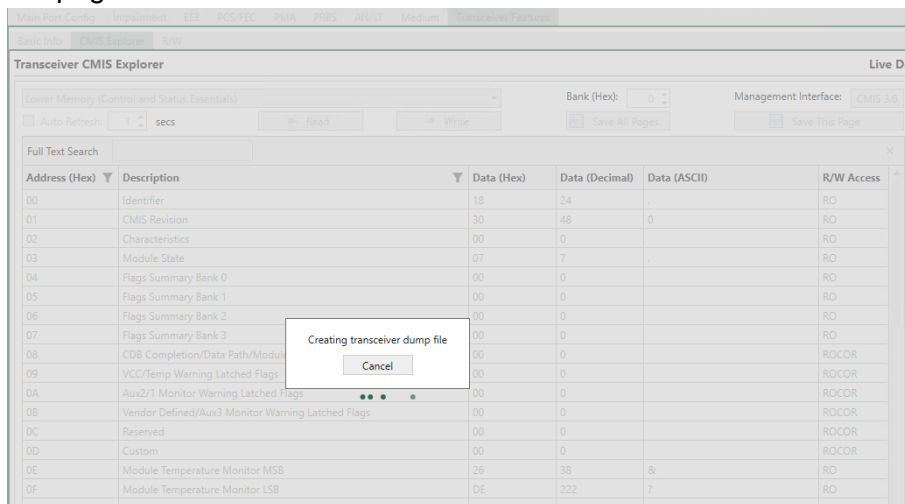 Main Port Config Impairment EEE PCS/FEC PMA PRBS AN/LT Medium Transceiver Features
Basic Info CMIS Explorer R/W
Transceiver CMIS Explorer Live D
Lower Memory (Control and Status Essentials) Bank (Hex): 0 Management Interface: CMIS 3.0
Auto Refresh: 1 secs Read Write Save All Pages Save This Page
Full Text Search
Address (Hex) Description Data (Hex) Data (Decimal) Data (ASCII) R/W Access
00 Identifier 18 24 . RO
01 CMIS Revision 30 48 0 RO
02 Characteristics 00 0 RO
03 Module State 07 7 . RO
04 Flags Summary Bank 0 00 0 RO
05 Flags Summary Bank 1 00 0 RO
06 Flags Summary Bank 2 00 0 RO
07 Flags Summary Bank 3 00 0 RO
Creating transceiver dump file
08 CDB Completion/Data Path/Module 00 0 ROCOR
Cancel
09 VCC/Temp Warning Latched Flags 00 0 ROCOR
0A Aux2/1 Monitor Warning Latched Flags 00 0 ROCOR
0B Vendor Defined/Aux3 Monitor Warning Latched Flags 00 0 ROCOR
0C Reserved 00 0 ROCOR
0D Custom 00 0 ROCOR
0E Module Temperature Monitor MSB 26 38 & RO
0F Module Temperature Monitor LSB DE 222 ? RO